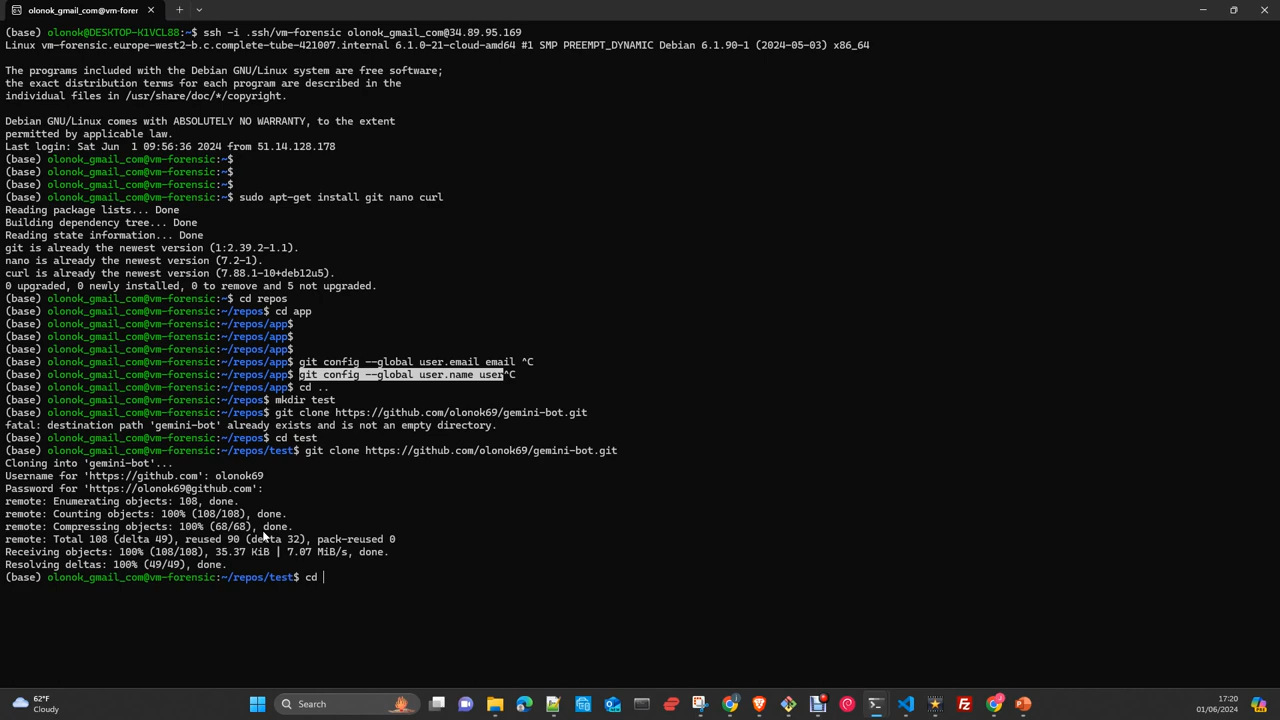 olonok_gmail_com@vm-foren
(base) olonok@DESKTOP-K1VCL88:~$ ssh -i .ssh/vm-forensic olonok_gmail_com@34.89.95.169
Linux vm-forensic.europe-west2-b.c.complete-tube-421007.internal 6.1.0-21-cloud-amd64 #1 SMP PREEMPT_DYNAMIC Debian 6.1.90-1 (2024-05-03) x86_64
The programs included with the Debian GNU/Linux system are free software;
the exact distribution terms for each program are described in the
individual files in /usr/share/doc/*/copyright.
Debian GNU/Linux comes with ABSOLUTELY NO WARRANTY, to the extent
permitted by applicable law.
Last login: Sat Jun  1 09:56:36 2024 from 51.14.128.178
(base) olonok_gmail_com@vm-forensic:~$
(base) olonok_gmail_com@vm-forensic:~$
(base) olonok_gmail_com@vm-forensic:~$
(base) olonok_gmail_com@vm-forensic:~$ sudo apt-get install git nano curl
Reading package lists... Done
Building dependency tree... Done
Reading state information... Done
git is already the newest version (1:2.39.2-1.1).
nano is already the newest version (7.2-1).
curl is already the newest version (7.88.1-10+deb12u5).
0 upgraded, 0 newly installed, 0 to remove and 5 not upgraded.
(base) olonok_gmail_com@vm-forensic:~$ cd repos
(base) olonok_gmail_com@vm-forensic:~/repos$ cd app
(base) olonok_gmail_com@vm-forensic:~/repos/app$
(base) olonok_gmail_com@vm-forensic:~/repos/app$
(base) olonok_gmail_com@vm-forensic:~/repos/app$
(base) olonok_gmail_com@vm-forensic:~/repos/app$ git config --global user.email email ^C
(base) olonok_gmail_com@vm-forensic:~/repos/app$ git config --global user.name user^C
(base) olonok_gmail_com@vm-forensic:~/repos/app$ cd ..
(base) olonok_gmail_com@vm-forensic:~/repos$ mkdir test
(base) olonok_gmail_com@vm-forensic:~/repos$ git clone https://github.com/olonok69/gemini-bot.git
fatal: destination path 'gemini-bot' already exists and is not an empty directory.
(base) olonok_gmail_com@vm-forensic:~/repos$ cd test
(base) olonok_gmail_com@vm-forensic:~/repos/test$ git clone https://github.com/olonok69/gemini-bot.git
Cloning into 'gemini-bot'...
Username for 'https://github.com': olonok69
Password for 'https://olonok69@github.com':
remote: Enumerating objects: 108, done.
remote: Counting objects: 100% (108/108), done.
remote: Compressing objects: 100% (68/68), done.
remote: Total 108 (delta 49), reused 90 (delta 32), pack-reused 0
Receiving objects: 100% (108/108), 35.37 KiB | 7.07 MiB/s, done.
Resolving deltas: 100% (49/49), done.
(base) olonok_gmail_com@vm-forensic:~/repos/test$ cd
62°F
Cloudy
Search
17:20
01/06/2024